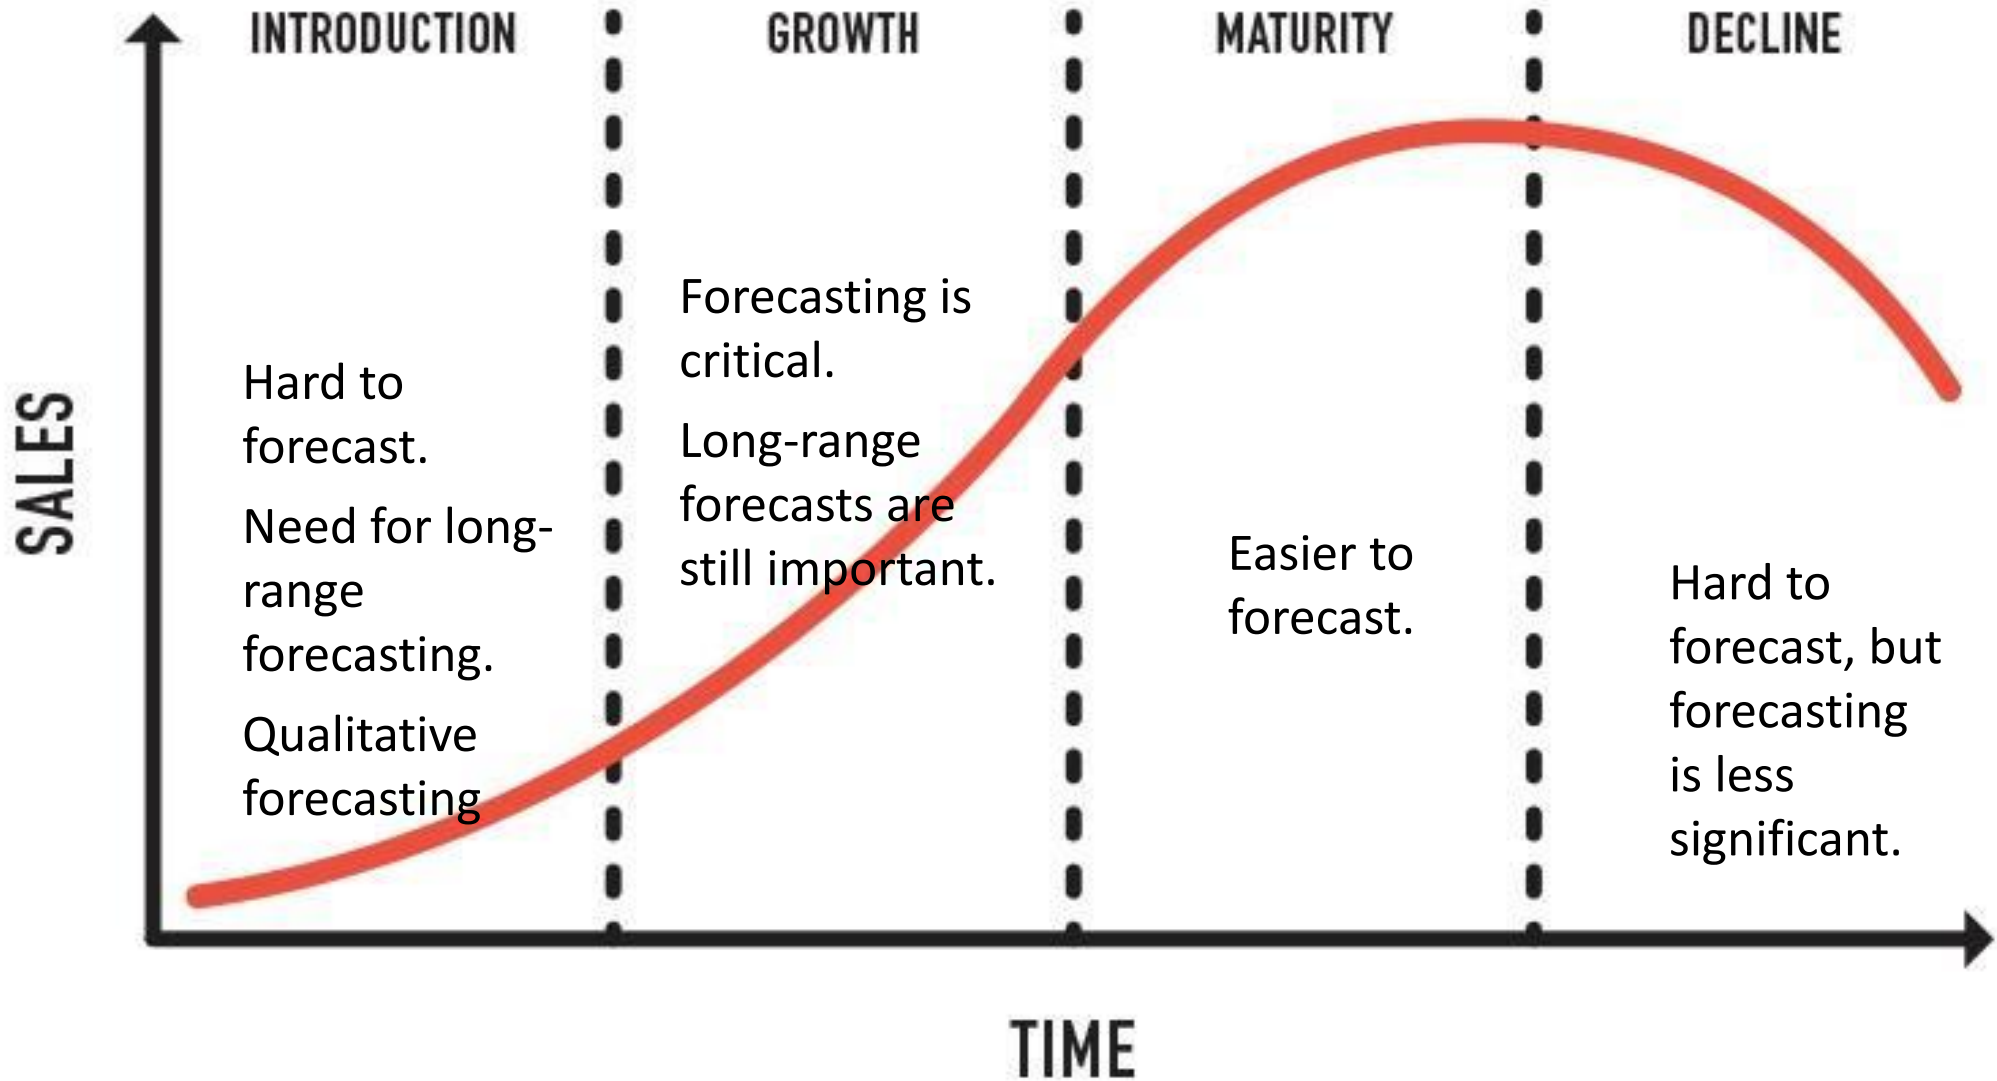 INTRODUCTION
GROWTH
MATURITY
DECLINE
SALES
Hard to
forecast.
Need for long-
range
forecasting.
Qualitative
forecasting
Forecasting is
critical.
Long-range
forecasts are
still important.
Easier to
forecast.
Hard to
forecast, but
forecasting
is less
significant.
TIME